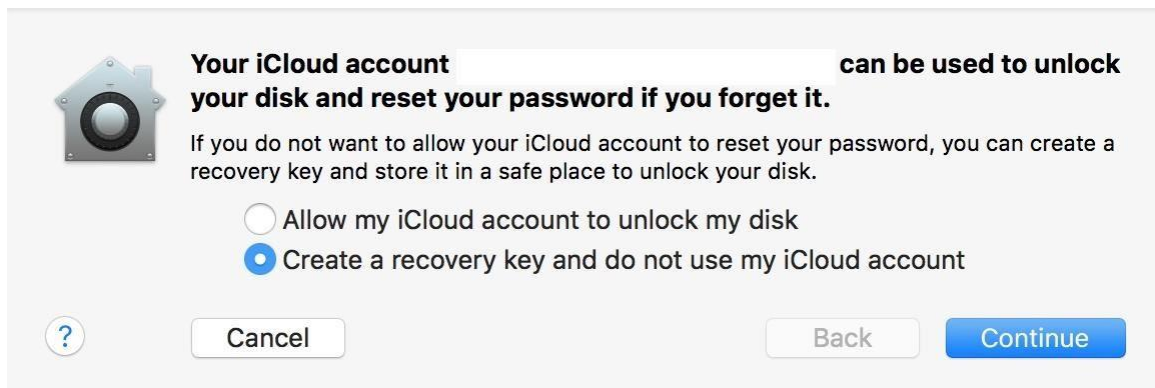 Your iCloud account can be used to unlock
your disk and reset your password if you forget it.
If you do not want to allow your iCloud account to reset your password, you can create a
recovery key and store it in a safe place to unlock your disk.
Allow my iCloud account to unlock my disk
Create a recovery key and do not use my iCloud account
? Cancel Back Continue